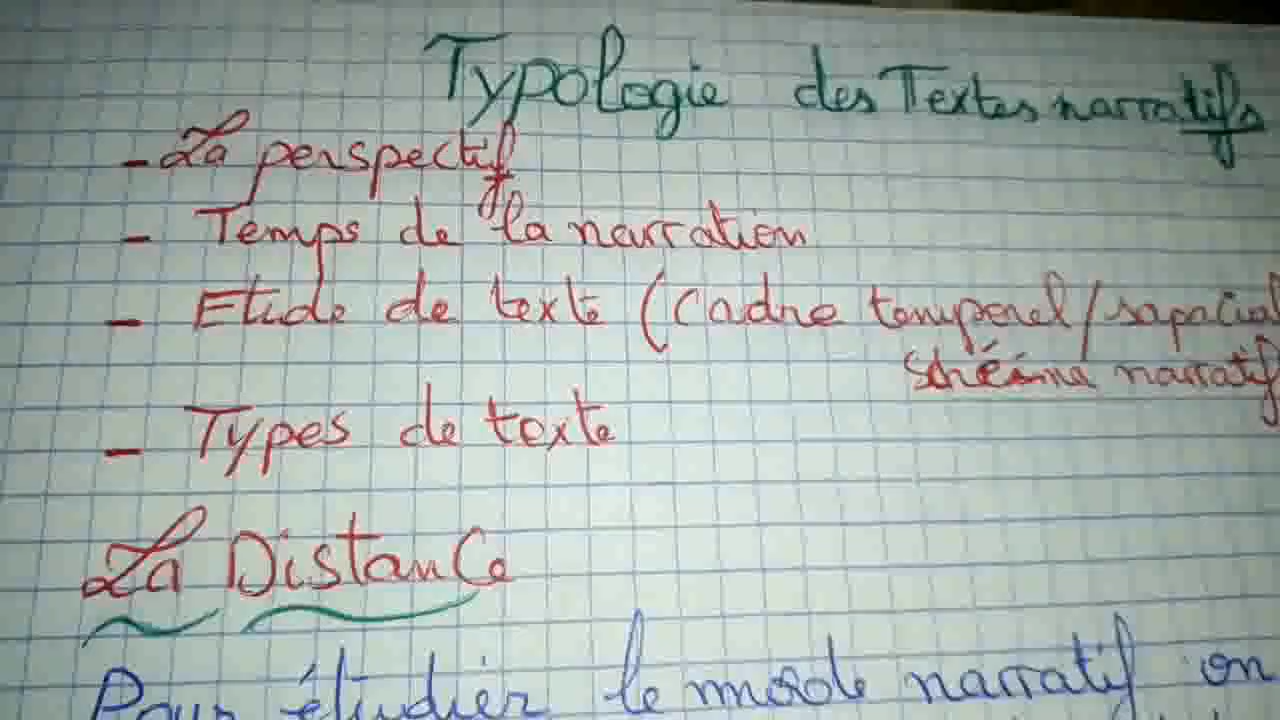 Typologie des Textes narratifs
- La perspectif
- Temps de la narration
- Etude de texte (Cadre temporel/sapacial
schéma narratif
- Types de texte
La Distance
Pour étudier le mode narratif on